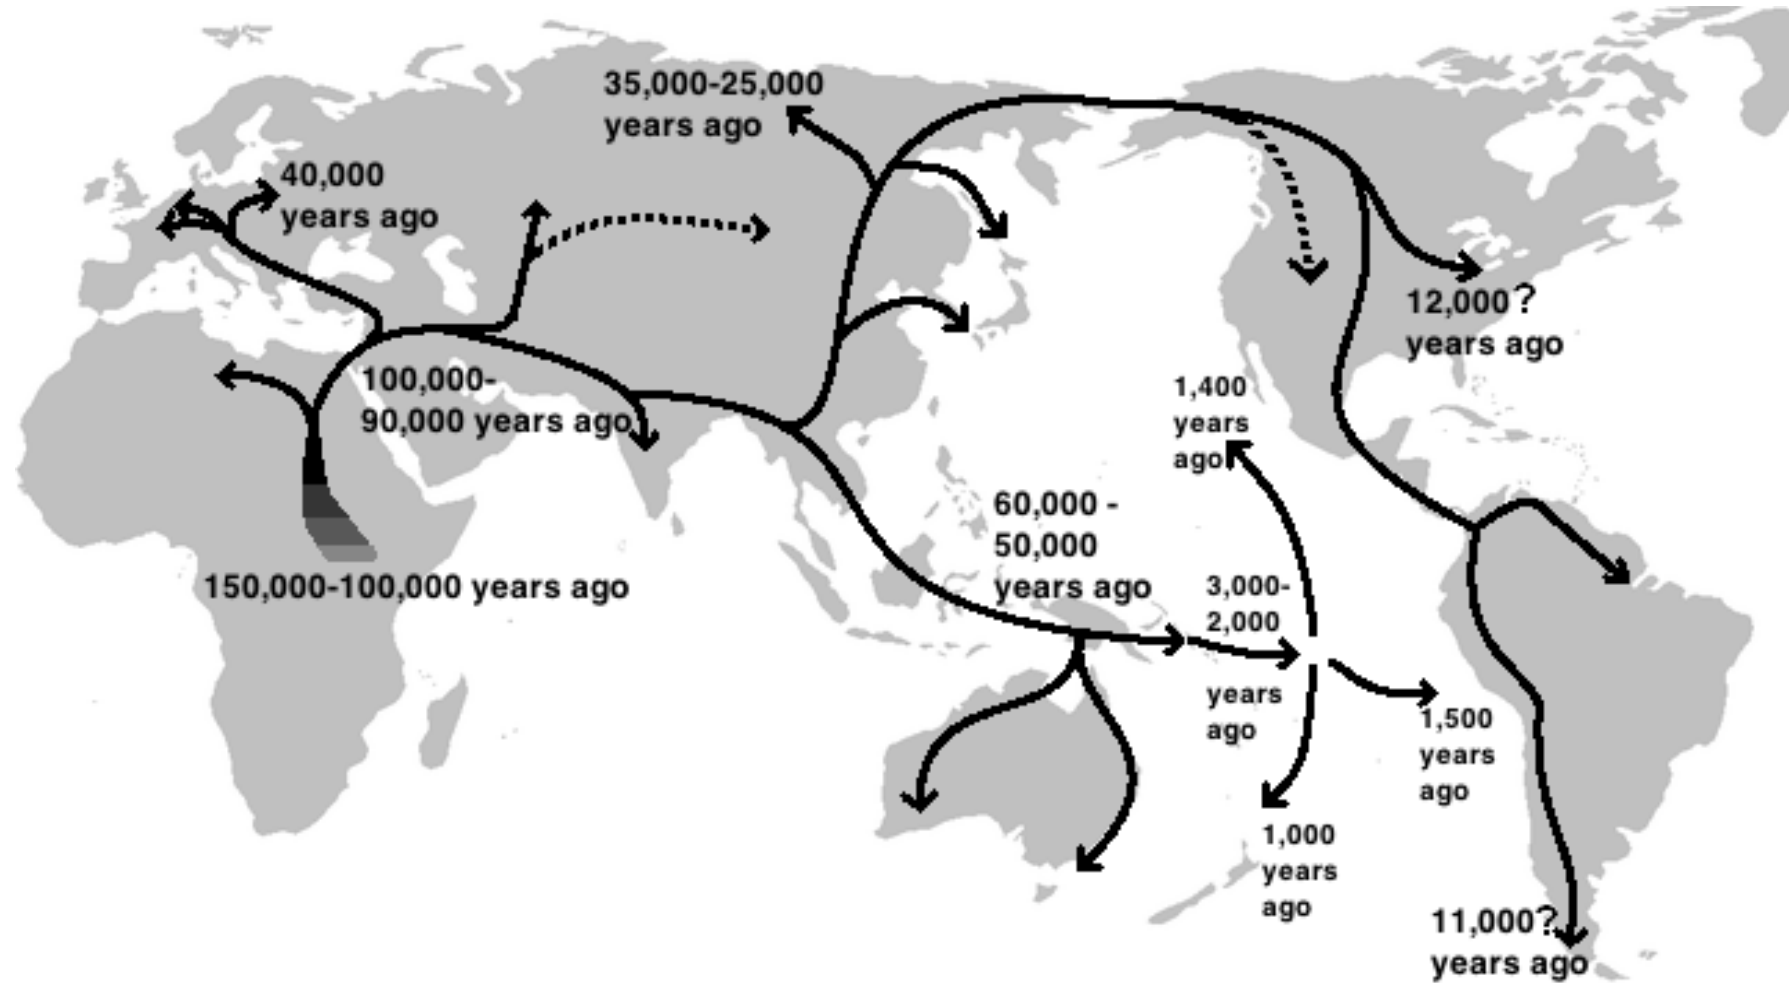 35,000-25,000
years ago
40,000
years ago
12,000?
years ago
100,000-
90,000 years ago
1,400
years
ago
60,000 -
50,000
years ago
150,000-100,000 years ago
3,000-
2,000
years
ago
1,500
years
ago
1,000
years
ago
11,000?
years ago